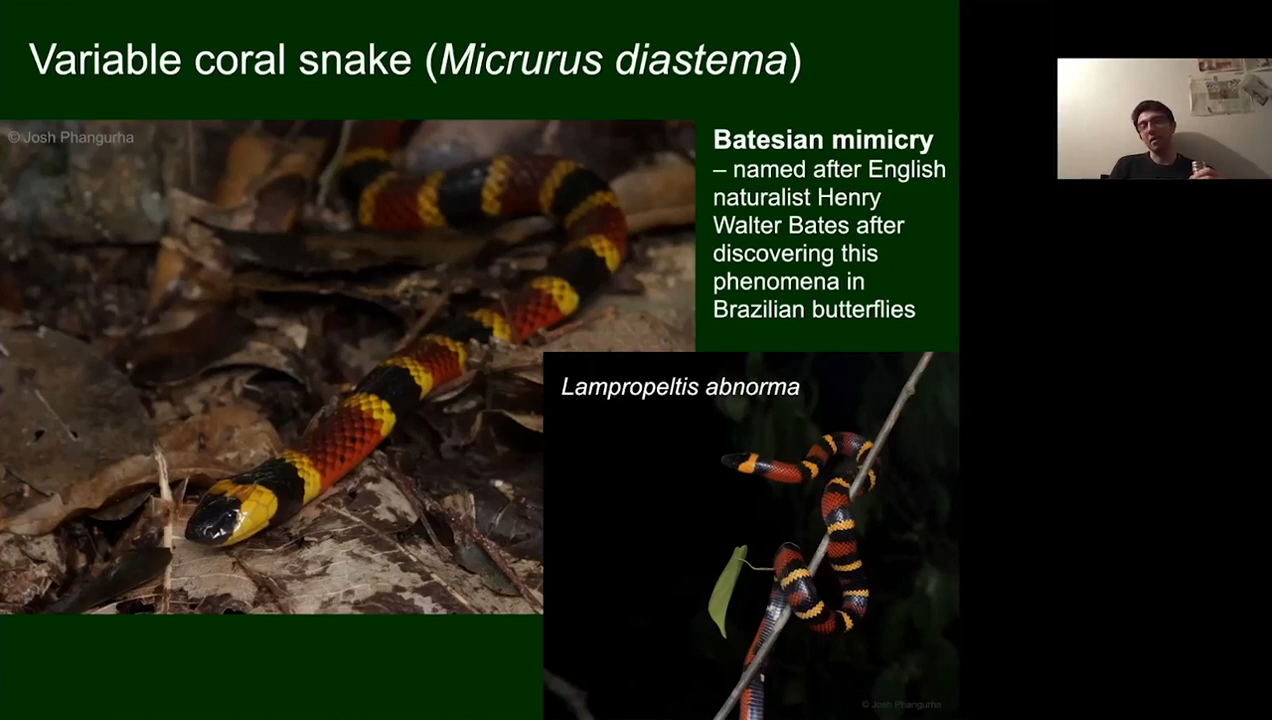 Variable coral snake (Micrurus diastema)
© Josh Phangurha
Batesian mimicry
– named after English
naturalist Henry
Walter Bates after
discovering this
phenomena in
Brazilian butterflies
Lampropeltis abnorma
© Josh Phangurha